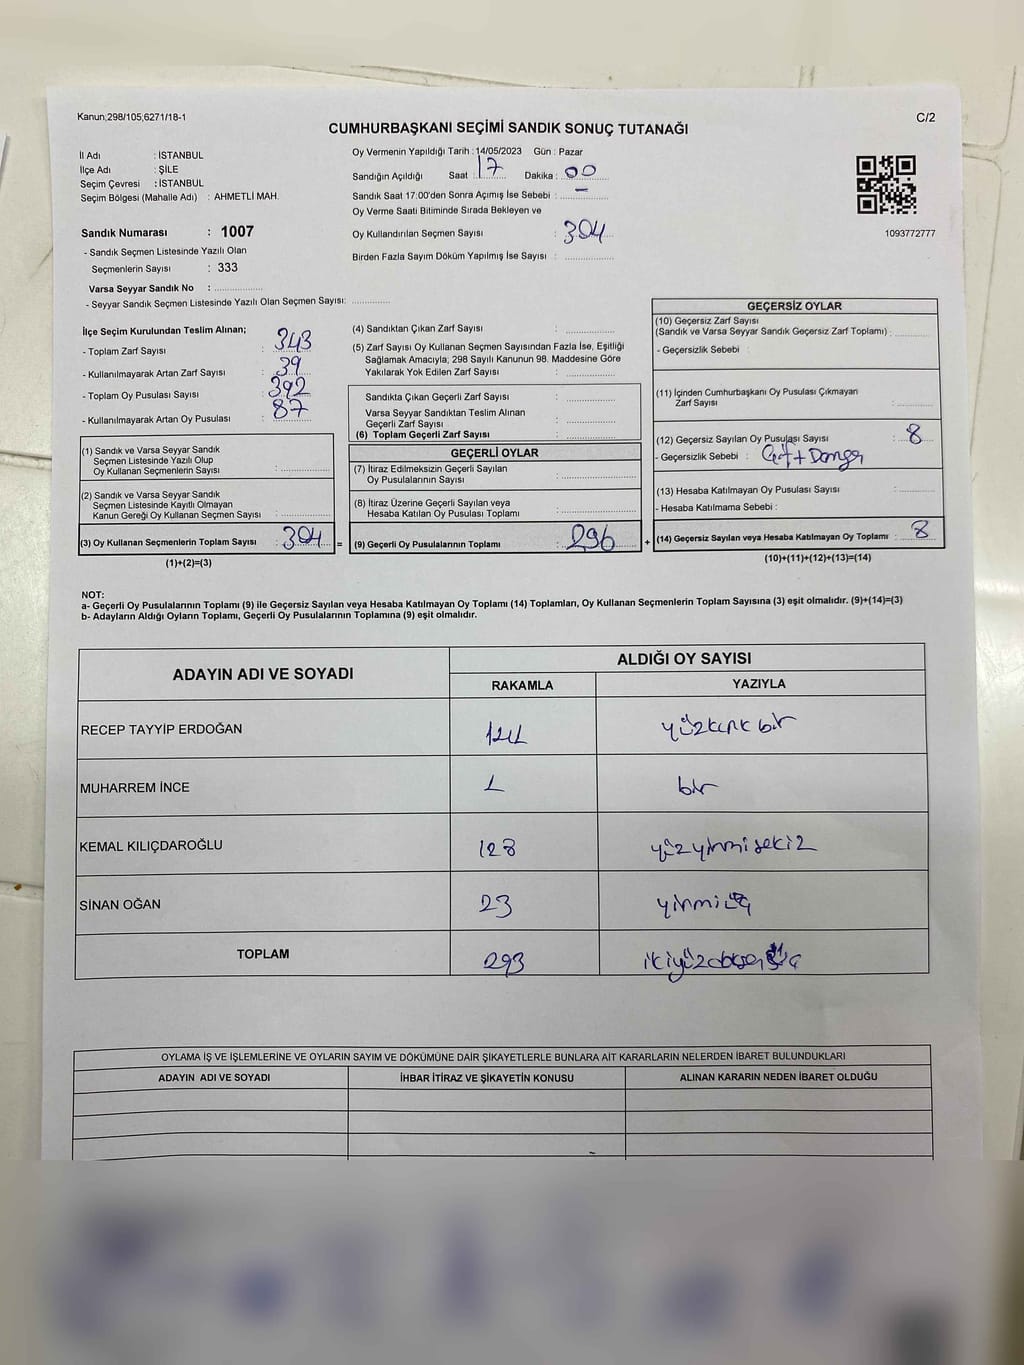 Kanun,298/105,6271/18-1
C/2
CUMHURBAŞKANI SEÇİMİ SANDIK SONUÇ TUTANAĞI
İl Adı : İSTANBUL
İlçe Adı : ŞİLE
Seçim Çevresi : İSTANBUL
Seçim Bölgesi (Mahalle Adı) : AHMETLİ MAH.
Sandık Numarası : 1007
- Sandık Seçmen Listesinde Yazılı Olan
Seçmenlerin Sayısı : 333
Varsa Seyyar Sandık No :
- Seyyar Sandık Seçmen Listesinde Yazılı Olan Seçmen Sayısı:
Oy Vermenin Yapıldığı Tarih : 14/05/2023 Gün : Pazar
Sandığın Açıldığı Saat : 17 Dakika : 00
Sandık Saat 17:00'den Sonra Açımış İse Sebebi : -
Oy Verme Saati Bitiminde Sırada Bekleyen ve
Oy Kullandırılan Seçmen Sayısı : 304
Birden Fazla Sayım Döküm Yapılmış İse Sayısı :
1093772777
İlçe Seçim Kurulundan Teslim Alınan;
- Toplam Zarf Sayısı : 343
- Kullanılmayarak Artan Zarf Sayısı : 39
- Toplam Oy Pusulası Sayısı : 392
- Kullanılmayarak Artan Oy Pusulası : 87
(1) Sandık ve Varsa Seyyar Sandık
Seçmen Listesinde Yazılı Olup
Oy Kullanan Seçmenlerin Sayısı :
(2) Sandık ve Varsa Seyyar Sandık
Seçmen Listesinde Kayıtlı Olmayan
Kanun Gereği Oy Kullanan Seçmen Sayısı :
(3) Oy Kullanan Seçmenlerin Toplam Sayısı : 304 =
(1)+(2)=(3)
(4) Sandıktan Çıkan Zarf Sayısı :
(5) Zarf Sayısı Oy Kullanan Seçmen Sayısından Fazla İse, Eşitliği
Sağlamak Amacıyla, 298 Sayılı Kanunun 98. Maddesine Göre
Yakılarak Yok Edilen Zarf Sayısı :
Sandıkta Çıkan Geçerli Zarf Sayısı :
Varsa Seyyar Sandıktan Teslim Alınan
Geçerli Zarf Sayısı :
(6) Toplam Geçerli Zarf Sayısı :
GEÇERLİ OYLAR
(7) İtiraz Edilmeksizin Geçerli Sayılan
Oy Pusulalarının Sayısı :
(8) İtiraz Üzerine Geçerli Sayılan veya
Hesaba Katılan Oy Pusulası Toplamı :
(9) Geçerli Oy Pusulalarının Toplamı : 296 +
GEÇERSİZ OYLAR
(10) Geçersiz Zarf Sayısı
(Sandık ve Varsa Seyyar Sandık Geçersiz Zarf Toplamı) :
- Geçersizlik Sebebi :
(11) İçinden Cumhurbaşkanı Oy Pusulası Çıkmayan
Zarf Sayısı :
(12) Geçersiz Sayılan Oy Pusulası Sayısı : 8
- Geçersizlik Sebebi : Çift Damga
(13) Hesaba Katılmayan Oy Pusulası Sayısı :
- Hesaba Katılmama Sebebi :
(14) Geçersiz Sayılan veya Hesaba Katılmayan Oy Toplamı : 8
(10)+(11)+(12)+(13)=(14)
NOT:
a- Geçerli Oy Pusulalarının Toplamı (9) ile Geçersiz Sayılan veya Hesaba Katılmayan Oy Toplamı (14) Toplamları, Oy Kullanan Seçmenlerin Toplam Sayısına (3) eşit olmalıdır. (9)+(14)=(3)
b- Adayların Aldığı Oyların Toplamı, Geçerli Oy Pusulalarının Toplamına (9) eşit olmalıdır.
ADAYIN ADI VE SOYADI
ALDIĞI OY SAYISI
RAKAMLA YAZIYLA
RECEP TAYYİP ERDOĞAN yüzkırk bir
MUHARREM İNCE 1 bir
KEMAL KILIÇDAROĞLU 128 yüzyirmisekiz
SİNAN OĞAN 23 yirmiüç
TOPLAM 293
OYLAMA İŞ VE İŞLEMLERİNE VE OYLARIN SAYIM VE DÖKÜMÜNE DAİR ŞİKAYETLERLE BUNLARA AİT KARARLARIN NELERDEN İBARET BULUNDUKLARI
ADAYIN ADI VE SOYADI İHBAR İTİRAZ VE ŞİKAYETİN KONUSU ALINAN KARARIN NEDEN İBARET OLDUĞU